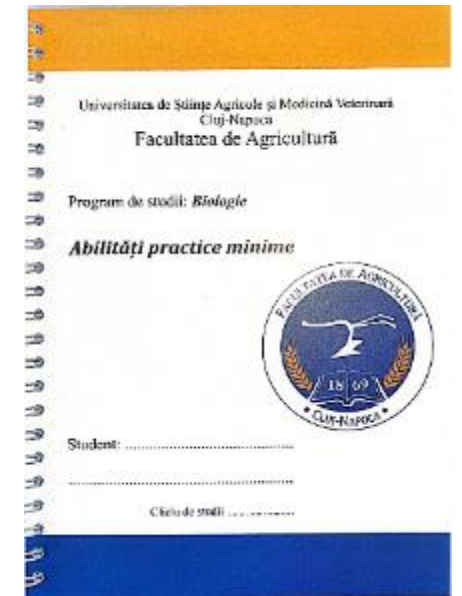 Universitatea de Științe Agricole și Medicină Veterinară
Cluj-Napoca
Facultatea de Agricultură
Program de studii: Biologie
Abilități practice minime
FACULTATEA DE AGRICULTURĂ
18 69
• CLUJ-NAPOCA •
Student: ...............................................
...............................................................
Ciclu de studii ..................